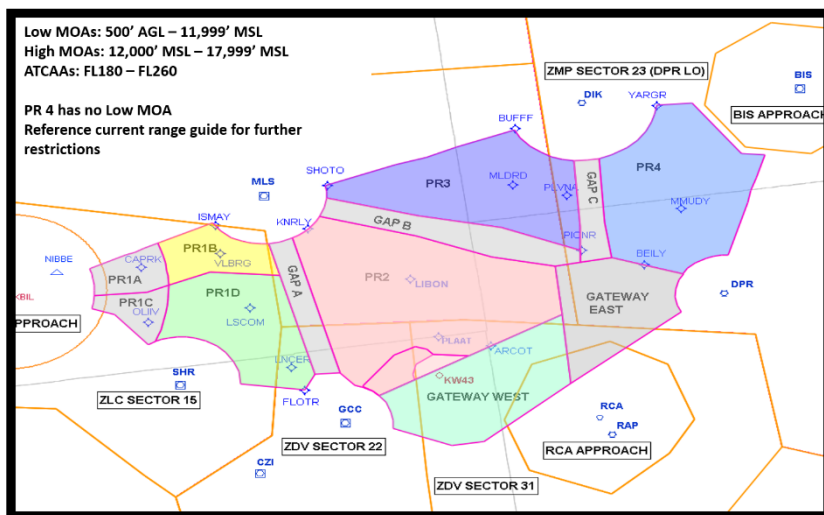 Low MOAs: 500' AGL – 11,999' MSL
High MOAs: 12,000' MSL – 17,999' MSL
ATCAAs: FL180 – FL260
PR 4 has no Low MOA
Reference current range guide for further
restrictions
ZMP SECTOR 23 (DPR LO)
BIS
DIK
YARGR
BIS APPROACH
BUFFF
MLS
SHOTO
PR3
MLDRD
PLVNA
GAP C
PR4
MMUDY
ISMAY
KNRLY
GAP B
PICNR
NIBBE
PR1B
VLBRG
CAPRK
PR1A
GAP A
PR2
LIBON
BEILY
KBIL
PR1C
OLIIV
PR1D
LSCOM
GATEWAY
EAST
DPR
APPROACH
PLAAT
ARCOT
LNCER
SHR
FLOTR
KW43
GATEWAY WEST
ZLC SECTOR 15
GCC
RCA
RAP
ZDV SECTOR 22
RCA APPROACH
CZI
ZDV SECTOR 31